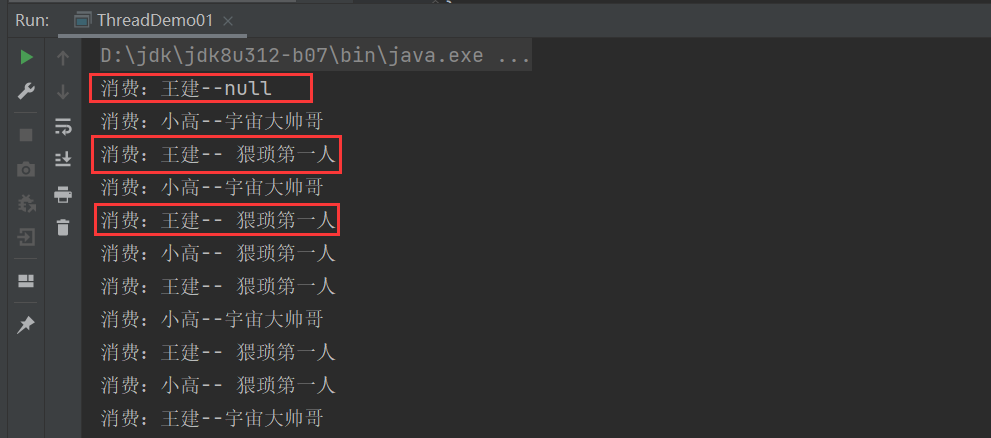 Run: ThreadDemo01 ×
D:\jdk\jdk8u312-b07\bin\java.exe ...
消费：王建--null
消费：小高--宇宙大帅哥
消费：王建-- 猥琐第一人
消费：小高--宇宙大帅哥
消费：王建-- 猥琐第一人
消费：小高-- 猥琐第一人
消费：王建-- 猥琐第一人
消费：小高--宇宙大帅哥
消费：王建-- 猥琐第一人
消费：小高-- 猥琐第一人
消费：王建--宇宙大帅哥